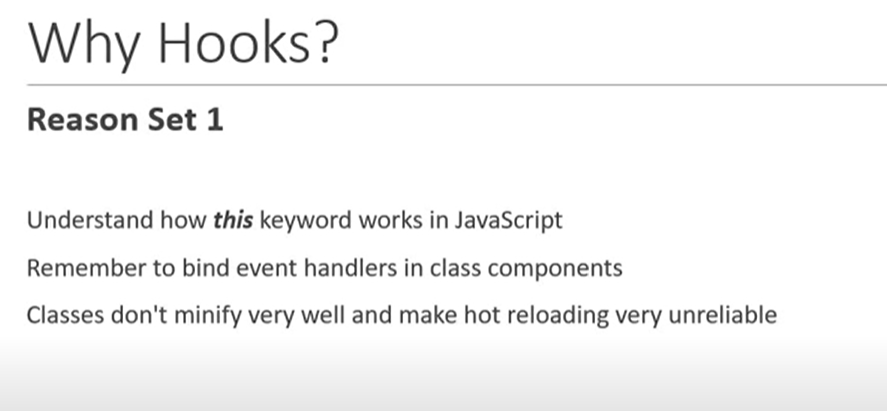 Why Hooks?
Reason Set 1
Understand how this keyword works in JavaScript
Remember to bind event handlers in class components
Classes don't minify very well and make hot reloading very unreliable